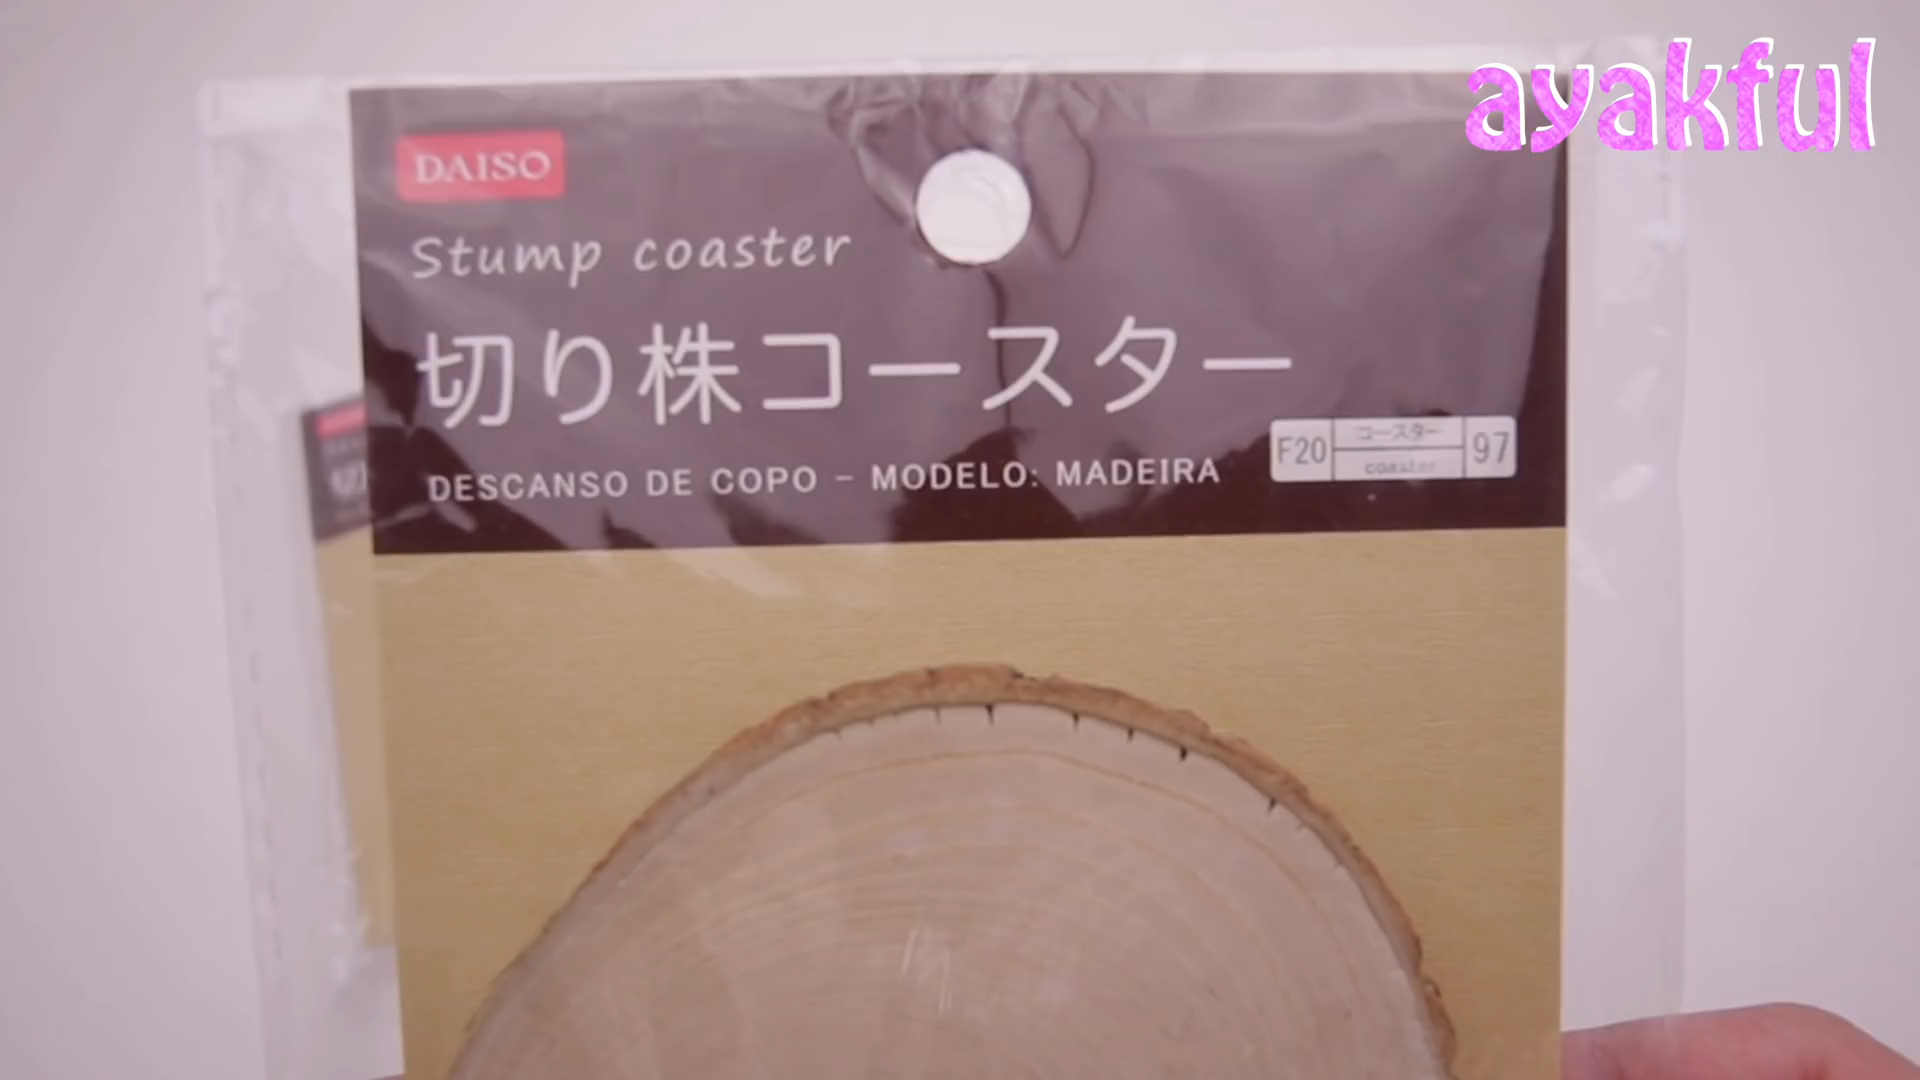 ayakful
DAISO
Stump coaster
切り株コースター
DESCANSO DE COPO - MODELO: MADEIRA
F20 コースター coaster 97